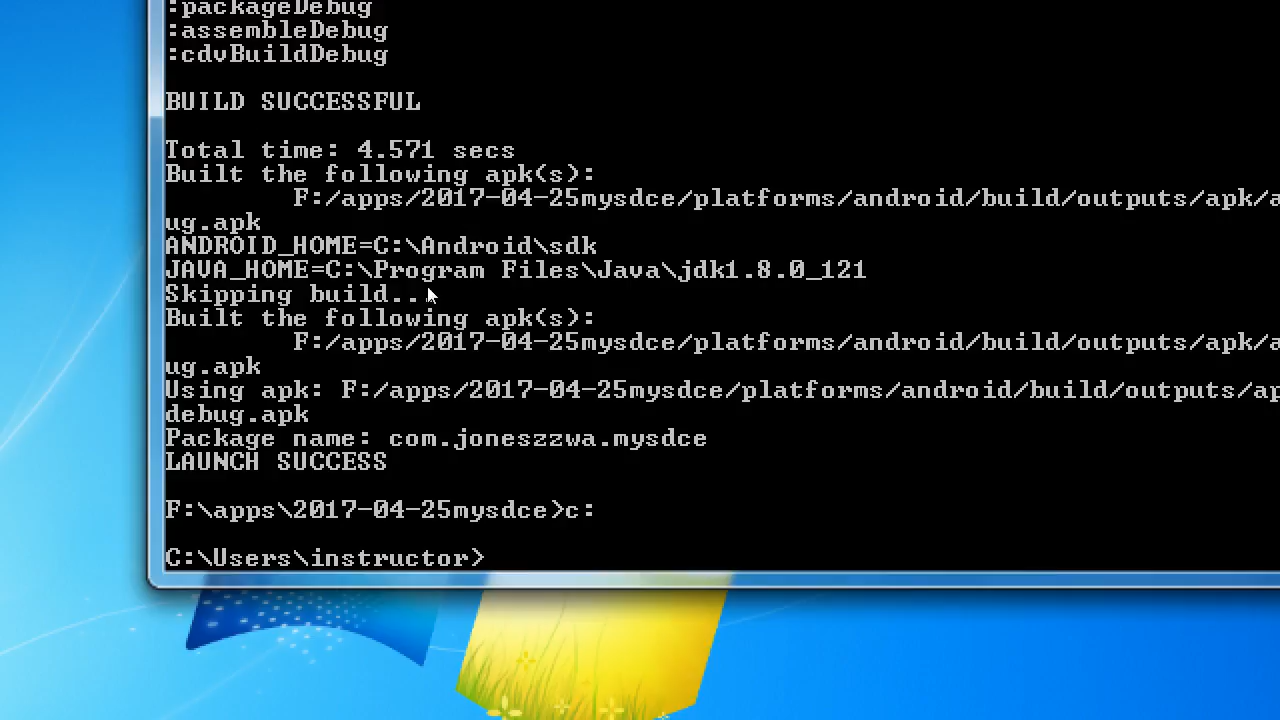 :packageDebug
:assembleDebug
:cdvBuildDebug
BUILD SUCCESSFUL
Total time: 4.571 secs
Built the following apk(s):
F:/apps/2017-04-25mysdce/platforms/android/build/outputs/apk/a
ug.apk
ANDROID_HOME=C:\Android\sdk
JAVA_HOME=C:\Program Files\Java\jdk1.8.0_121
Skipping build...
Built the following apk(s):
F:/apps/2017-04-25mysdce/platforms/android/build/outputs/apk/a
ug.apk
Using apk: F:/apps/2017-04-25mysdce/platforms/android/build/outputs/ap
debug.apk
Package name: com.joneszzwa.mysdce
LAUNCH SUCCESS
F:\apps\2017-04-25mysdce>c:
C:\Users\instructor>